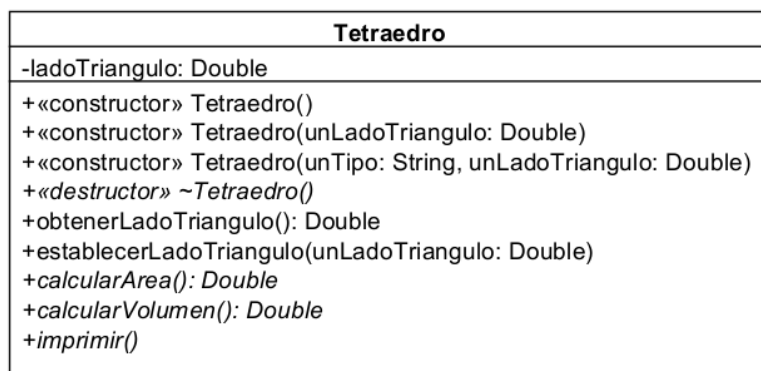 Tetraedro
-ladoTriangulo: Double
+«constructor» Tetraedro()
+«constructor» Tetraedro(unLadoTriangulo: Double)
+«constructor» Tetraedro(unTipo: String, unLadoTriangulo: Double)
+«destructor» ~Tetraedro()
+obtenerLadoTriangulo(): Double
+establecerLadoTriangulo(unLadoTriangulo: Double)
+calcularArea(): Double
+calcularVolumen(): Double
+imprimir()